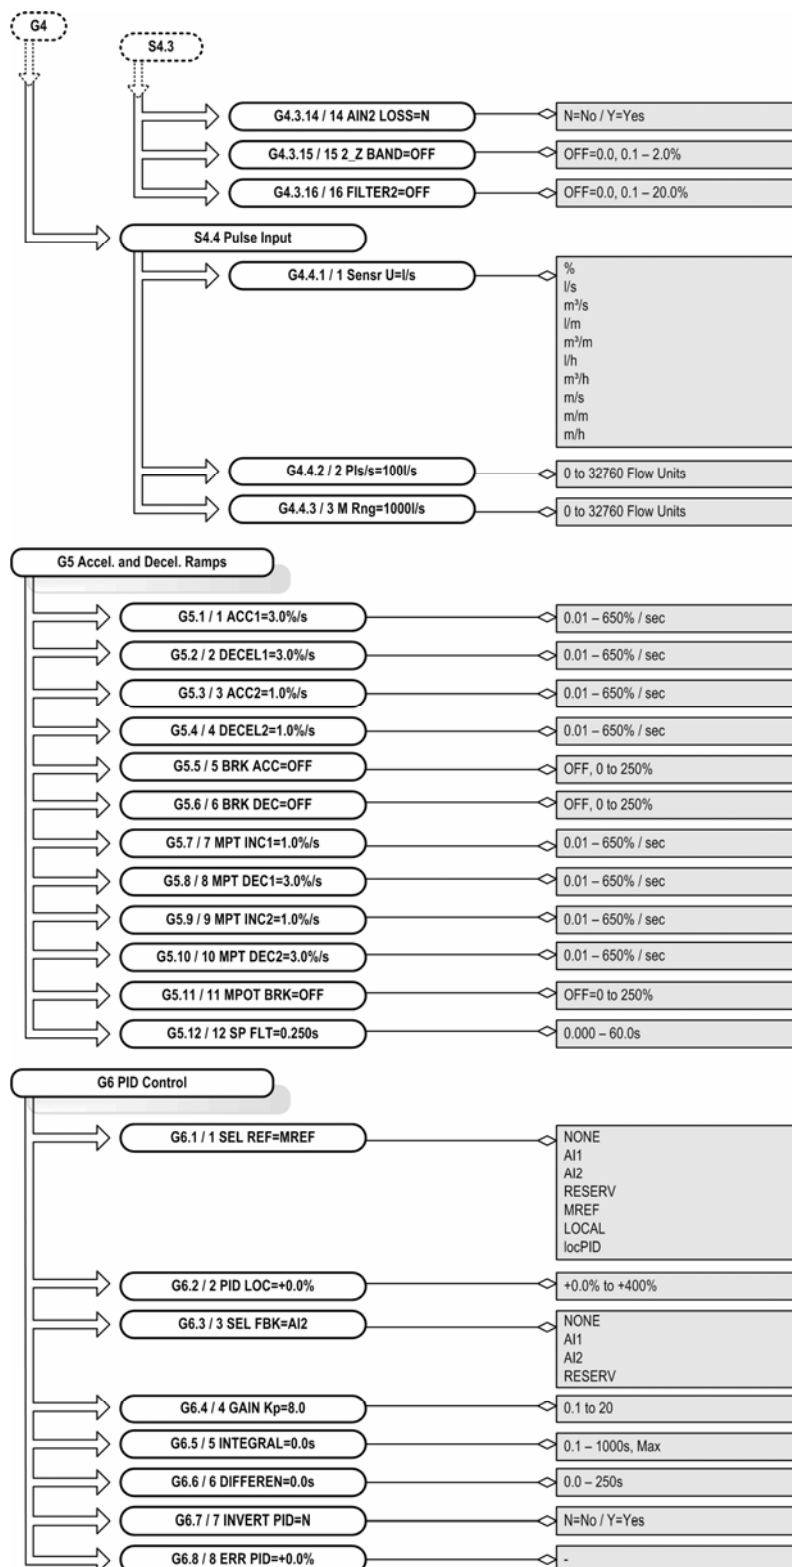 G4
S4.3
G4.3.14 / 14 AIN2 LOSS=N
N=No / Y=Yes
G4.3.15 / 15 2_Z BAND=OFF
OFF=0.0, 0.1 – 2.0%
G4.3.16 / 16 FILTER2=OFF
OFF=0.0, 0.1 – 20.0%
S4.4 Pulse Input
G4.4.1 / 1 Sensr U=l/s
%
l/s
m³/s
l/m
m³/m
l/h
m³/h
m/s
m/m
m/h
G4.4.2 / 2 Pls/s=100l/s
0 to 32760 Flow Units
G4.4.3 / 3 M Rng=1000l/s
0 to 32760 Flow Units
G5 Accel. and Decel. Ramps
G5.1 / 1 ACC1=3.0%/s
0.01 – 650% / sec
G5.2 / 2 DECEL1=3.0%/s
0.01 – 650% / sec
G5.3 / 3 ACC2=1.0%/s
0.01 – 650% / sec
G5.4 / 4 DECEL2=1.0%/s
0.01 – 650% / sec
G5.5 / 5 BRK ACC=OFF
OFF, 0 to 250%
G5.6 / 6 BRK DEC=OFF
OFF, 0 to 250%
G5.7 / 7 MPT INC1=1.0%/s
0.01 – 650% / sec
G5.8 / 8 MPT DEC1=3.0%/s
0.01 – 650% / sec
G5.9 / 9 MPT INC2=1.0%/s
0.01 – 650% / sec
G5.10 / 10 MPT DEC2=3.0%/s
0.01 – 650% / sec
G5.11 / 11 MPOT BRK=OFF
OFF=0 to 250%
G5.12 / 12 SP FLT=0.250s
0.000 – 60.0s
G6 PID Control
G6.1 / 1 SEL REF=MREF
NONE
AI1
AI2
RESERV
MREF
LOCAL
locPID
G6.2 / 2 PID LOC=+0.0%
+0.0% to +400%
G6.3 / 3 SEL FBK=AI2
NONE
AI1
AI2
RESERV
G6.4 / 4 GAIN Kp=8.0
0.1 to 20
G6.5 / 5 INTEGRAL=0.0s
0.1 – 1000s, Max
G6.6 / 6 DIFFEREN=0.0s
0.0 – 250s
G6.7 / 7 INVERT PID=N
N=No / Y=Yes
G6.8 / 8 ERR PID=+0.0%
-